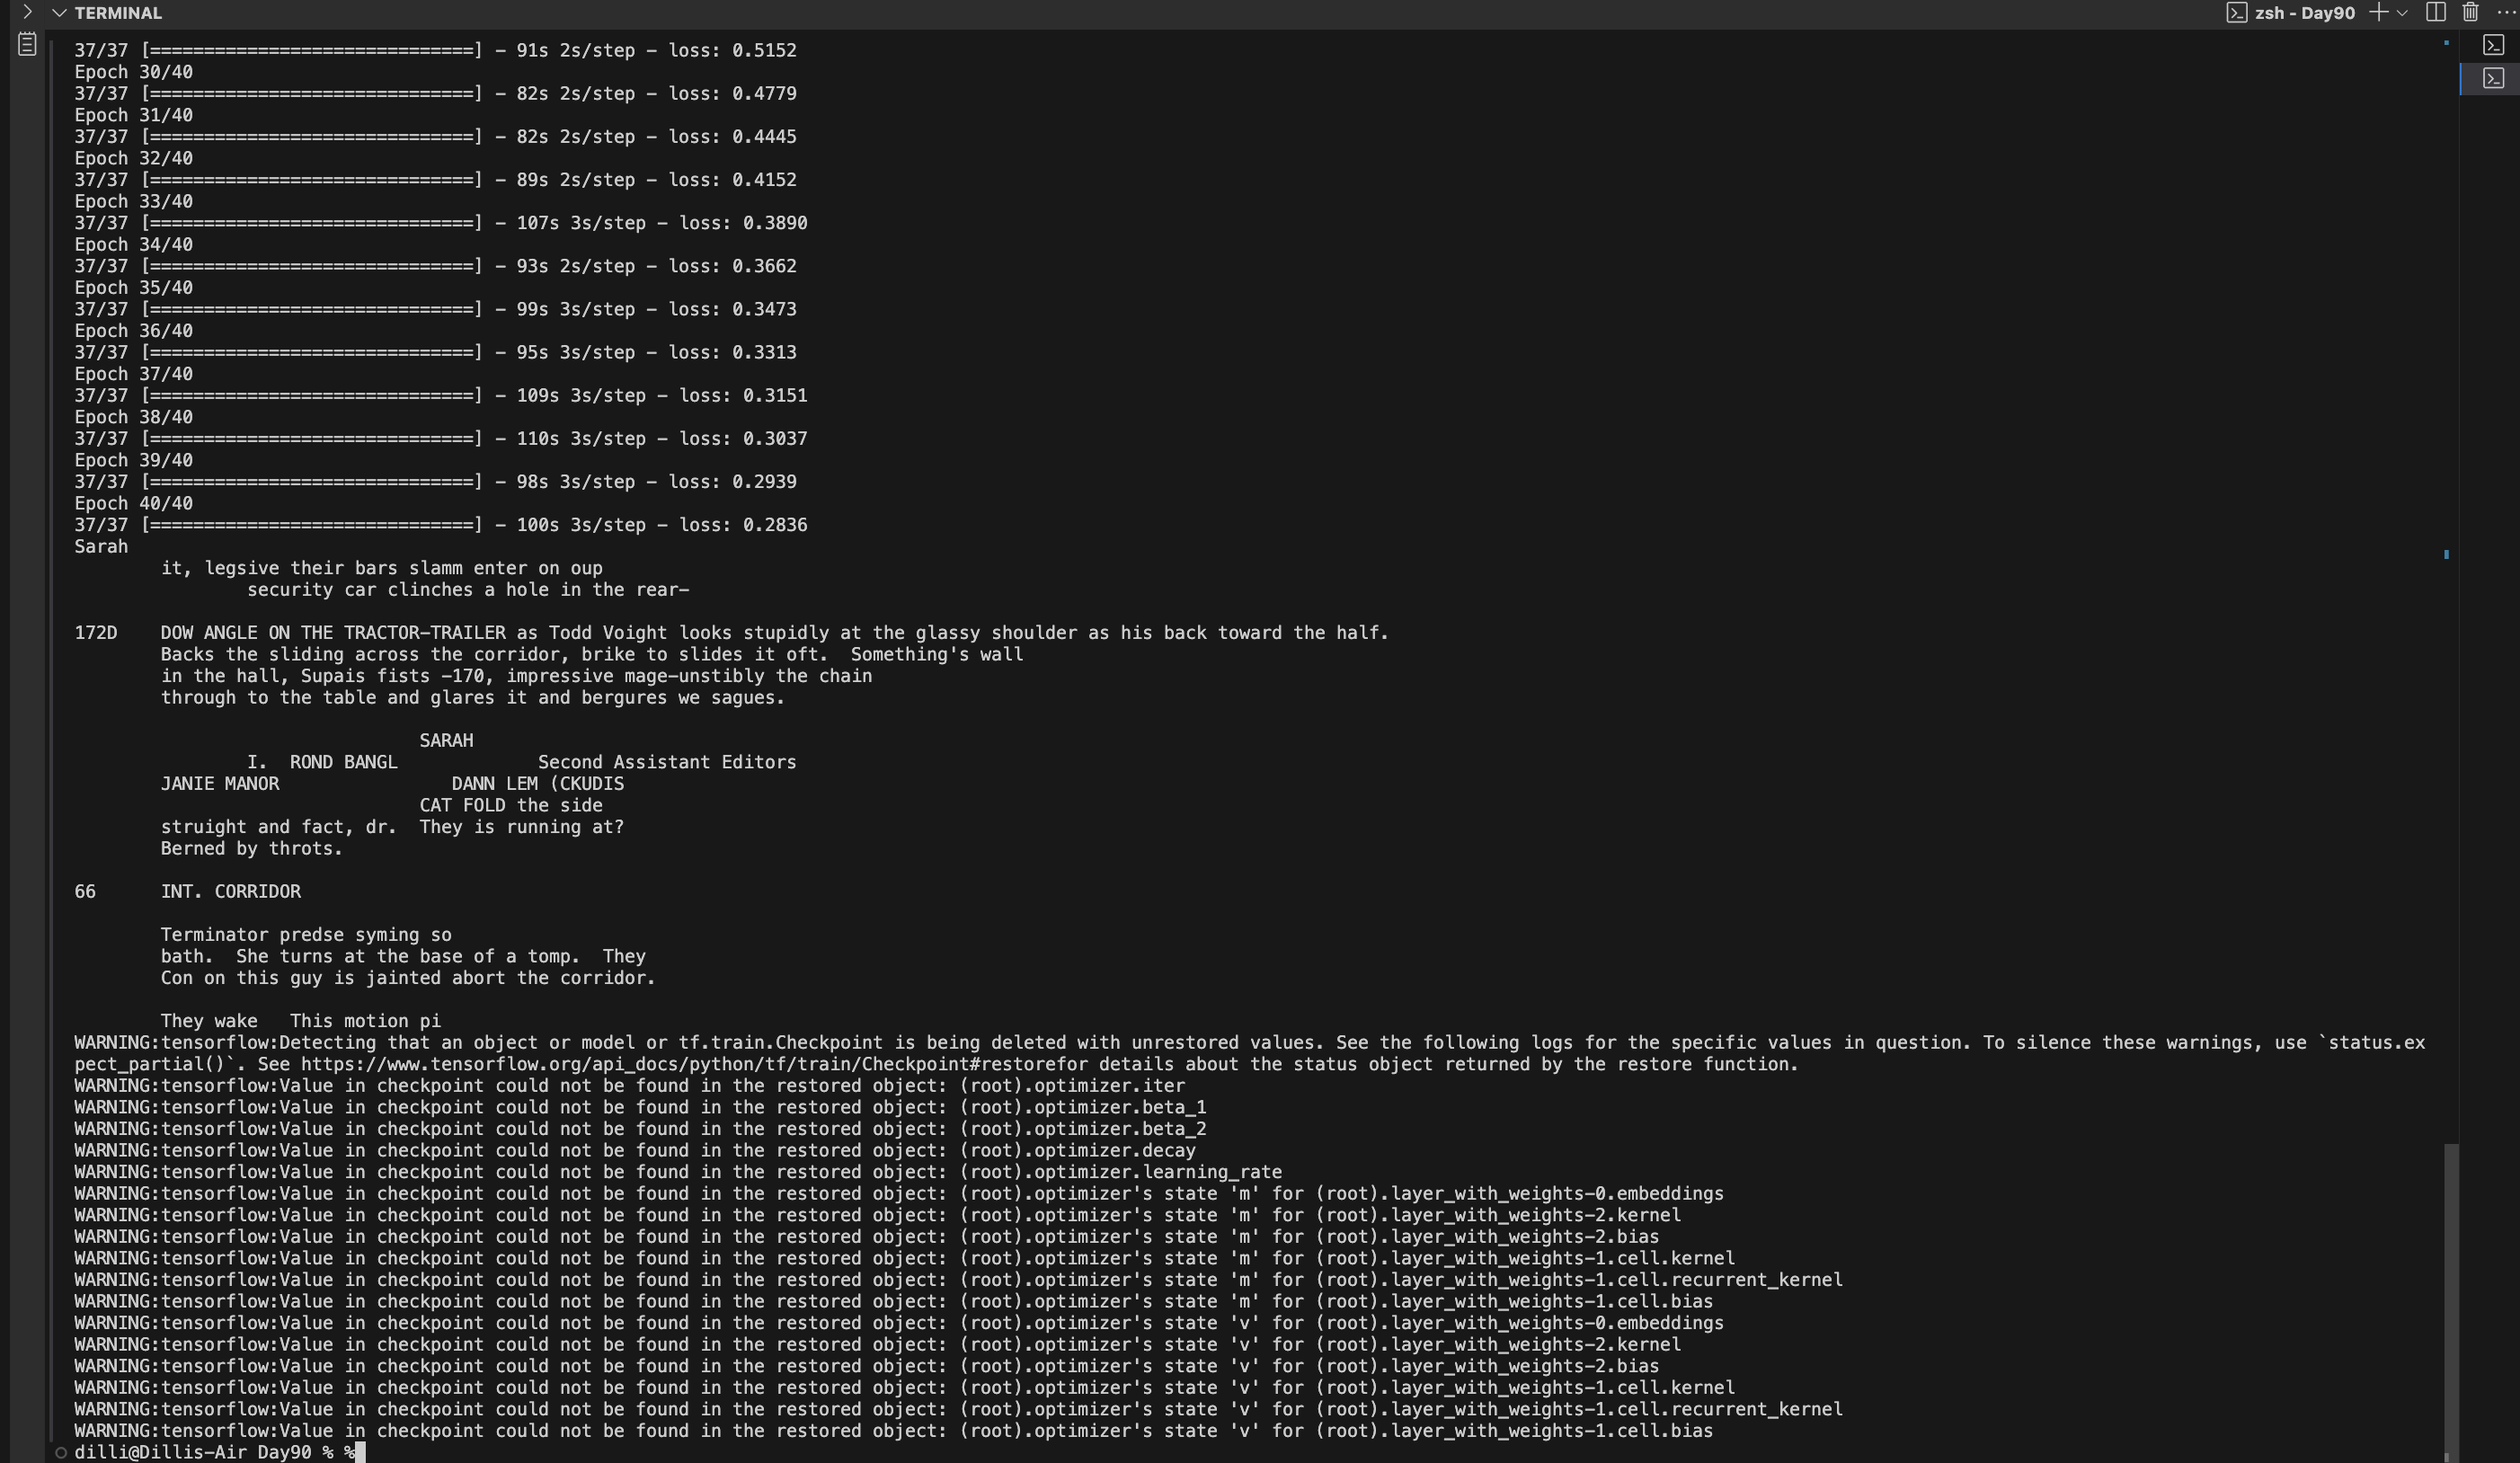 TERMINAL
zsh - Day90
37/37 [==============================] - 91s 2s/step - loss: 0.5152
Epoch 30/40
37/37 [==============================] - 82s 2s/step - loss: 0.4779
Epoch 31/40
37/37 [==============================] - 82s 2s/step - loss: 0.4445
Epoch 32/40
37/37 [==============================] - 89s 2s/step - loss: 0.4152
Epoch 33/40
37/37 [==============================] - 107s 3s/step - loss: 0.3890
Epoch 34/40
37/37 [==============================] - 93s 2s/step - loss: 0.3662
Epoch 35/40
37/37 [==============================] - 99s 3s/step - loss: 0.3473
Epoch 36/40
37/37 [==============================] - 95s 3s/step - loss: 0.3313
Epoch 37/40
37/37 [==============================] - 109s 3s/step - loss: 0.3151
Epoch 38/40
37/37 [==============================] - 110s 3s/step - loss: 0.3037
Epoch 39/40
37/37 [==============================] - 98s 3s/step - loss: 0.2939
Epoch 40/40
37/37 [==============================] - 100s 3s/step - loss: 0.2836
Sarah
it, legsive their bars slamm enter on oup
security car clinches a hole in the rear-
172D    DOW ANGLE ON THE TRACTOR-TRAILER as Todd Voight looks stupidly at the glassy shoulder as his back toward the half.
Backs the sliding across the corridor, brike to slides it oft.  Something's wall
in the hall, Supais fists -170, impressive mage-unstibly the chain
through to the table and glares it and bergures we sagues.
SARAH
I.  ROND BANGL             Second Assistant Editors
JANIE MANOR                DANN LEM (CKUDIS
CAT FOLD the side
struight and fact, dr.  They is running at?
Berned by throts.
66      INT. CORRIDOR
Terminator predse syming so
bath.  She turns at the base of a tomp.  They
Con on this guy is jainted abort the corridor.
They wake   This motion pi
WARNING:tensorflow:Detecting that an object or model or tf.train.Checkpoint is being deleted with unrestored values. See the following logs for the specific values in question. To silence these warnings, use `status.ex
pect_partial()`. See https://www.tensorflow.org/api_docs/python/tf/train/Checkpoint#restorefor details about the status object returned by the restore function.
WARNING:tensorflow:Value in checkpoint could not be found in the restored object: (root).optimizer.iter
WARNING:tensorflow:Value in checkpoint could not be found in the restored object: (root).optimizer.beta_1
WARNING:tensorflow:Value in checkpoint could not be found in the restored object: (root).optimizer.beta_2
WARNING:tensorflow:Value in checkpoint could not be found in the restored object: (root).optimizer.decay
WARNING:tensorflow:Value in checkpoint could not be found in the restored object: (root).optimizer.learning_rate
WARNING:tensorflow:Value in checkpoint could not be found in the restored object: (root).optimizer's state 'm' for (root).layer_with_weights-0.embeddings
WARNING:tensorflow:Value in checkpoint could not be found in the restored object: (root).optimizer's state 'm' for (root).layer_with_weights-2.kernel
WARNING:tensorflow:Value in checkpoint could not be found in the restored object: (root).optimizer's state 'm' for (root).layer_with_weights-2.bias
WARNING:tensorflow:Value in checkpoint could not be found in the restored object: (root).optimizer's state 'm' for (root).layer_with_weights-1.cell.kernel
WARNING:tensorflow:Value in checkpoint could not be found in the restored object: (root).optimizer's state 'm' for (root).layer_with_weights-1.cell.recurrent_kernel
WARNING:tensorflow:Value in checkpoint could not be found in the restored object: (root).optimizer's state 'm' for (root).layer_with_weights-1.cell.bias
WARNING:tensorflow:Value in checkpoint could not be found in the restored object: (root).optimizer's state 'v' for (root).layer_with_weights-0.embeddings
WARNING:tensorflow:Value in checkpoint could not be found in the restored object: (root).optimizer's state 'v' for (root).layer_with_weights-2.kernel
WARNING:tensorflow:Value in checkpoint could not be found in the restored object: (root).optimizer's state 'v' for (root).layer_with_weights-2.bias
WARNING:tensorflow:Value in checkpoint could not be found in the restored object: (root).optimizer's state 'v' for (root).layer_with_weights-1.cell.kernel
WARNING:tensorflow:Value in checkpoint could not be found in the restored object: (root).optimizer's state 'v' for (root).layer_with_weights-1.cell.recurrent_kernel
WARNING:tensorflow:Value in checkpoint could not be found in the restored object: (root).optimizer's state 'v' for (root).layer_with_weights-1.cell.bias
dilli@Dillis-Air Day90 % %